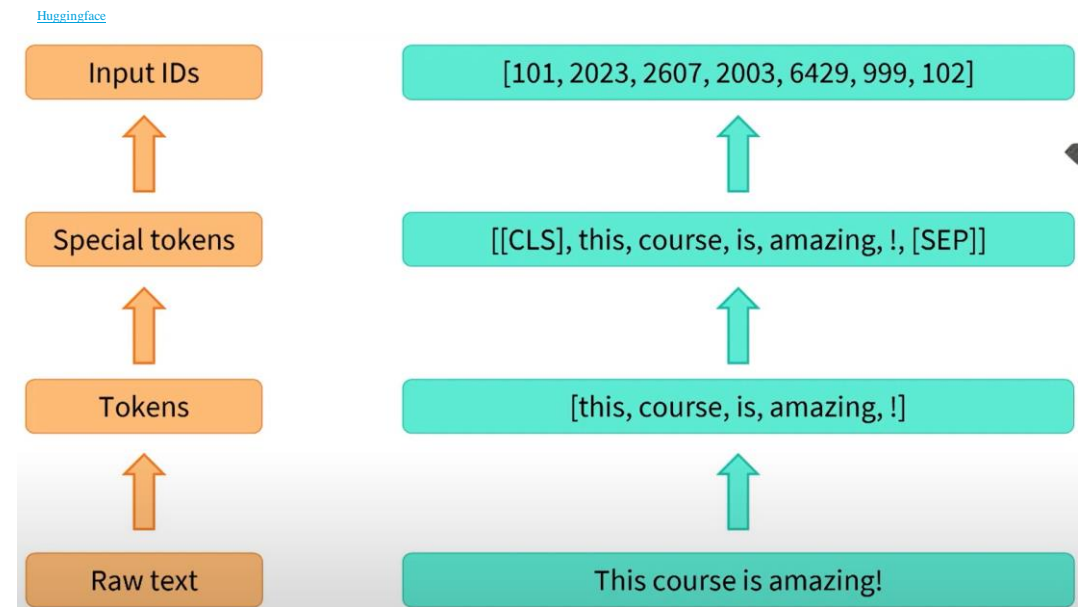 Huggingface
Input IDs
[101, 2023, 2607, 2003, 6429, 999, 102]
Special tokens
[[CLS], this, course, is, amazing, !, [SEP]]
Tokens
[this, course, is, amazing, !]
Raw text
This course is amazing!